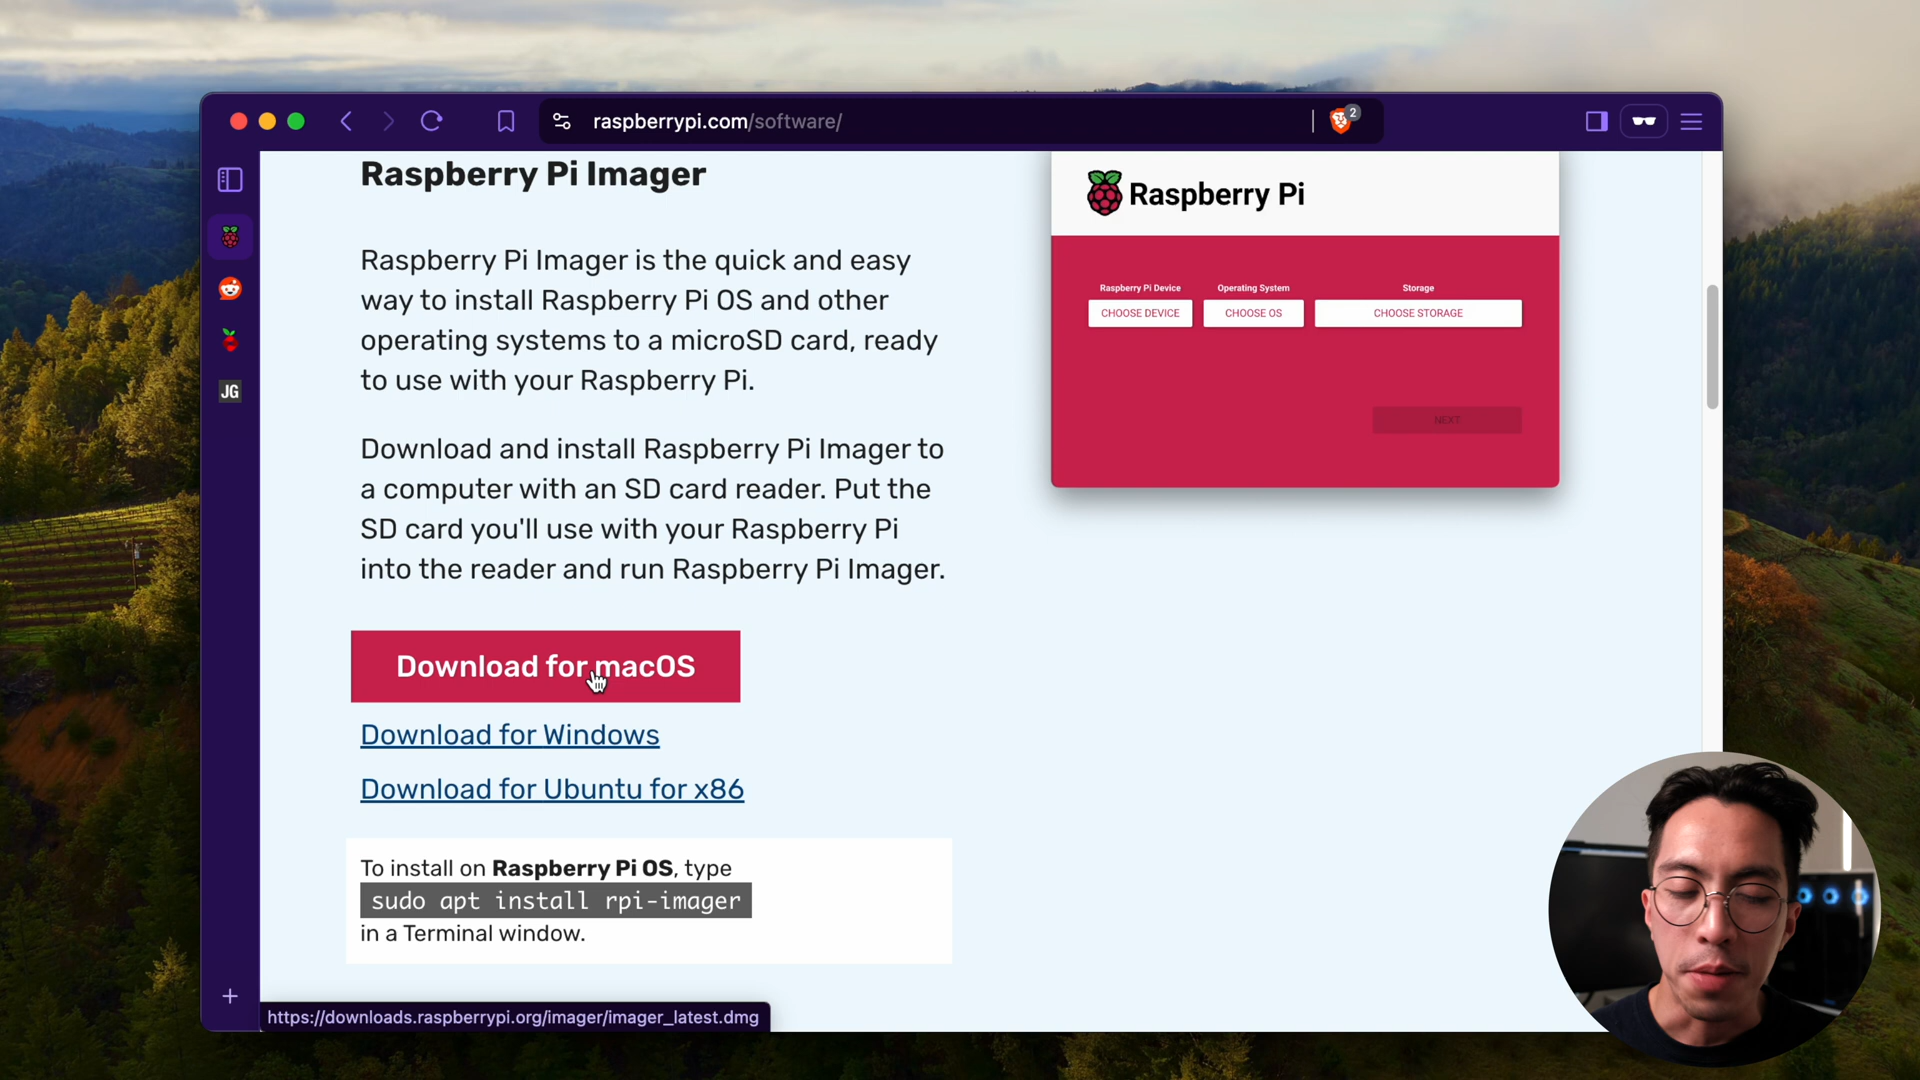 raspberrypi.com/software/
2
JG
Raspberry Pi Imager
Raspberry Pi Imager is the quick and easy
way to install Raspberry Pi OS and other
operating systems to a microSD card, ready
to use with your Raspberry Pi.
Download and install Raspberry Pi Imager to
a computer with an SD card reader. Put the
SD card you'll use with your Raspberry Pi
into the reader and run Raspberry Pi Imager.
Download for macOS
Download for Windows
Download for Ubuntu for x86
To install on Raspberry Pi OS, type
sudo apt install rpi-imager
in a Terminal window.
Raspberry Pi
Raspberry Pi Device Operating System Storage
CHOOSE DEVICE CHOOSE OS CHOOSE STORAGE
NEXT
https://downloads.raspberrypi.org/imager/imager_latest.dmg